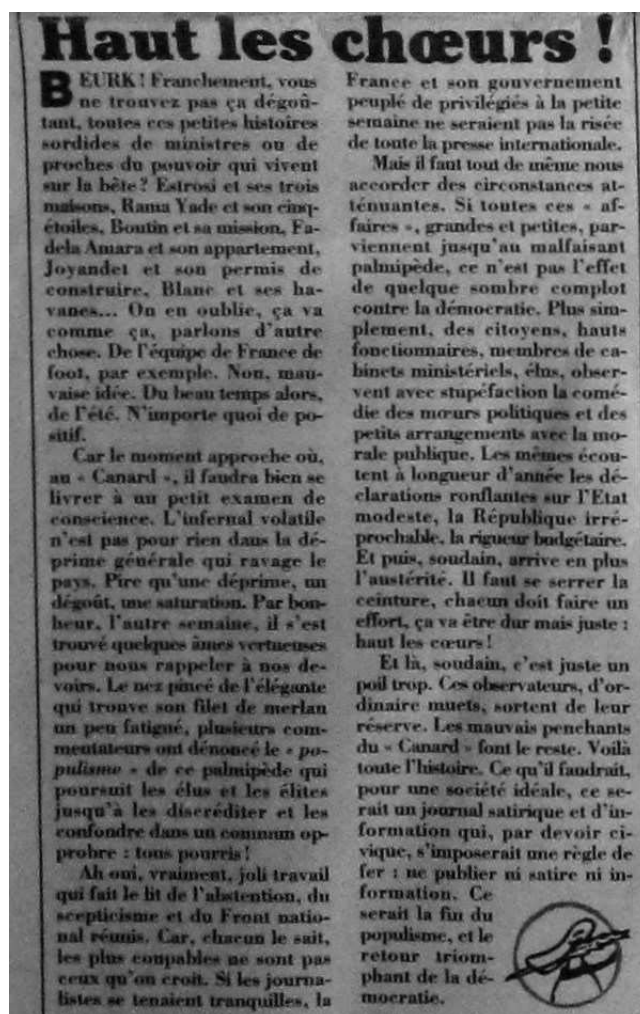 Haut les chœurs !
BEURK ! Franchement, vous
ne trouvez pas ça dégoû-
tant, toutes ces petites histoires
sordides de ministres ou de
proches du pouvoir qui vivent
sur la bête ? Estrosi et ses trois
maisons, Rama Yade et son cinq-
étoiles, Boutin et sa mission, Fa-
dela Amara et son appartement,
Joyandet et son permis de
construire, Blanc et ses ha-
vanes... On en oublie, ça va
comme ça, parlons d'autre
chose. De l'équipe de France de
foot, par exemple. Non, mau-
vaise idée. Du beau temps alors,
de l'été. N'importe quoi de po-
sitif.
Car le moment approche où,
au « Canard », il faudra bien se
livrer à un petit examen de
conscience. L'infernal volatile
n'est pas pour rien dans la dé-
prime générale qui ravage le
pays. Pire qu'une déprime, un
dégoût, une saturation. Par bon-
heur, l'autre semaine, il s'est
trouvé quelques âmes vertueuses
pour nous rappeler à nos de-
voirs. Le nez pincé de l'élégante
qui trouve son filet de merlan
un peu fatigué, plusieurs com-
mentateurs ont dénoncé le « po-
pulisme » de ce palmipède qui
poursuit les élus et les élites
jusqu'à les discréditer et les
confondre dans un commun op-
probre : tous pourris !
Ah oui, vraiment, joli travail
qui fait le lit de l'abstention, du
scepticisme et du Front natio-
nal réunis. Car, chacun le sait,
les plus coupables ne sont pas
ceux qu'on croit. Si les journa-
listes se tenaient tranquilles, la
France et son gouvernement
peuplé de privilégiés à la petite
semaine ne seraient pas la risée
de toute la presse internationale.
Mais il faut tout de même nous
accorder des circonstances at-
ténuantes. Si toutes ces « af-
faires », grandes et petites, par-
viennent jusqu'au malfaisant
palmipède, ce n'est pas l'effet
de quelque sombre complot
contre la démocratie. Plus sim-
plement, des citoyens, hauts
fonctionnaires, membres de ca-
binets ministériels, élus, obser-
vent avec stupéfaction la comé-
die des mœurs politiques et des
petits arrangements avec la mo-
rale publique. Les mêmes écou-
tent à longueur d'année les dé-
clarations ronflantes sur l'Etat
modeste, la République irré-
prochable, la rigueur budgétaire.
Et puis, soudain, arrive en plus
l'austérité. Il faut se serrer la
ceinture, chacun doit faire un
effort, ça va être dur mais juste :
haut les cœurs !
Et là, soudain, c'est juste un
poil trop. Ces observateurs, d'or-
dinaire muets, sortent de leur
réserve. Les mauvais penchants
du « Canard » font le reste. Voilà
toute l'histoire. Ce qu'il faudrait,
pour une société idéale, ce se-
rait un journal satirique et d'in-
formation qui, par devoir ci-
vique, s'imposerait une règle de
fer : ne publier ni satire ni in-
formation. Ce
serait la fin du
populisme, et le
retour triom-
phant de la dé-
mocratie.